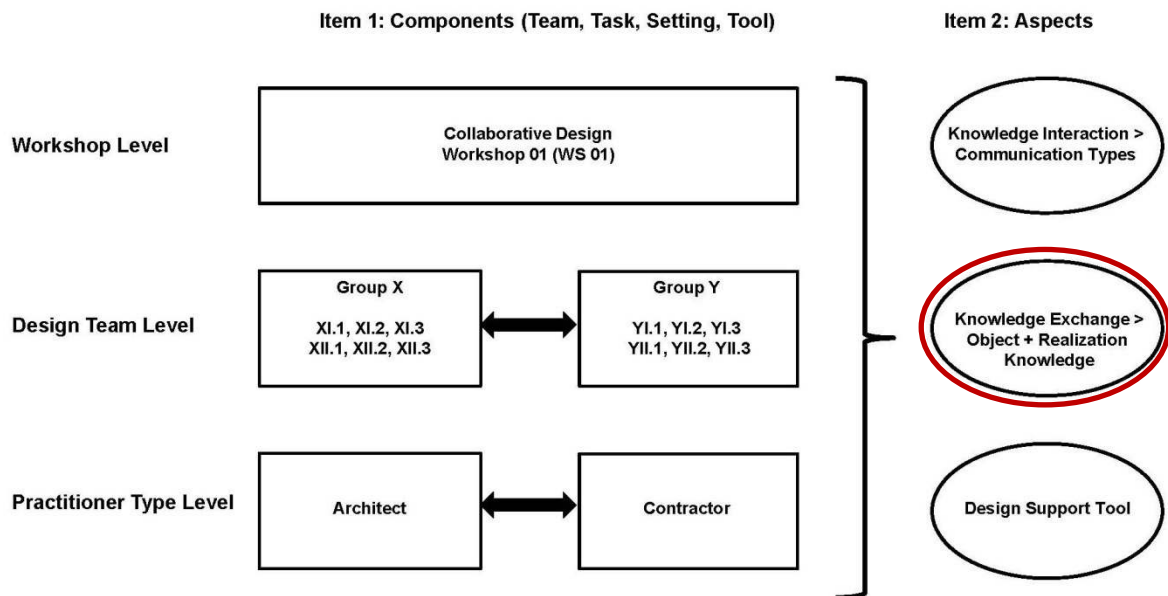 Item 1: Components (Team, Task, Setting, Tool)
Item 2: Aspects
Workshop Level
Collaborative Design
Workshop 01 (WS 01)
Knowledge Interaction >
Communication Types
Design Team Level
Group X
XI.1, XI.2, XI.3
XII.1, XII.2, XII.3
Group Y
YI.1, YI.2, YI.3
YII.1, YII.2, YII.3
Knowledge Exchange >
Object + Realization
Knowledge
Practitioner Type Level
Architect
Contractor
Design Support Tool